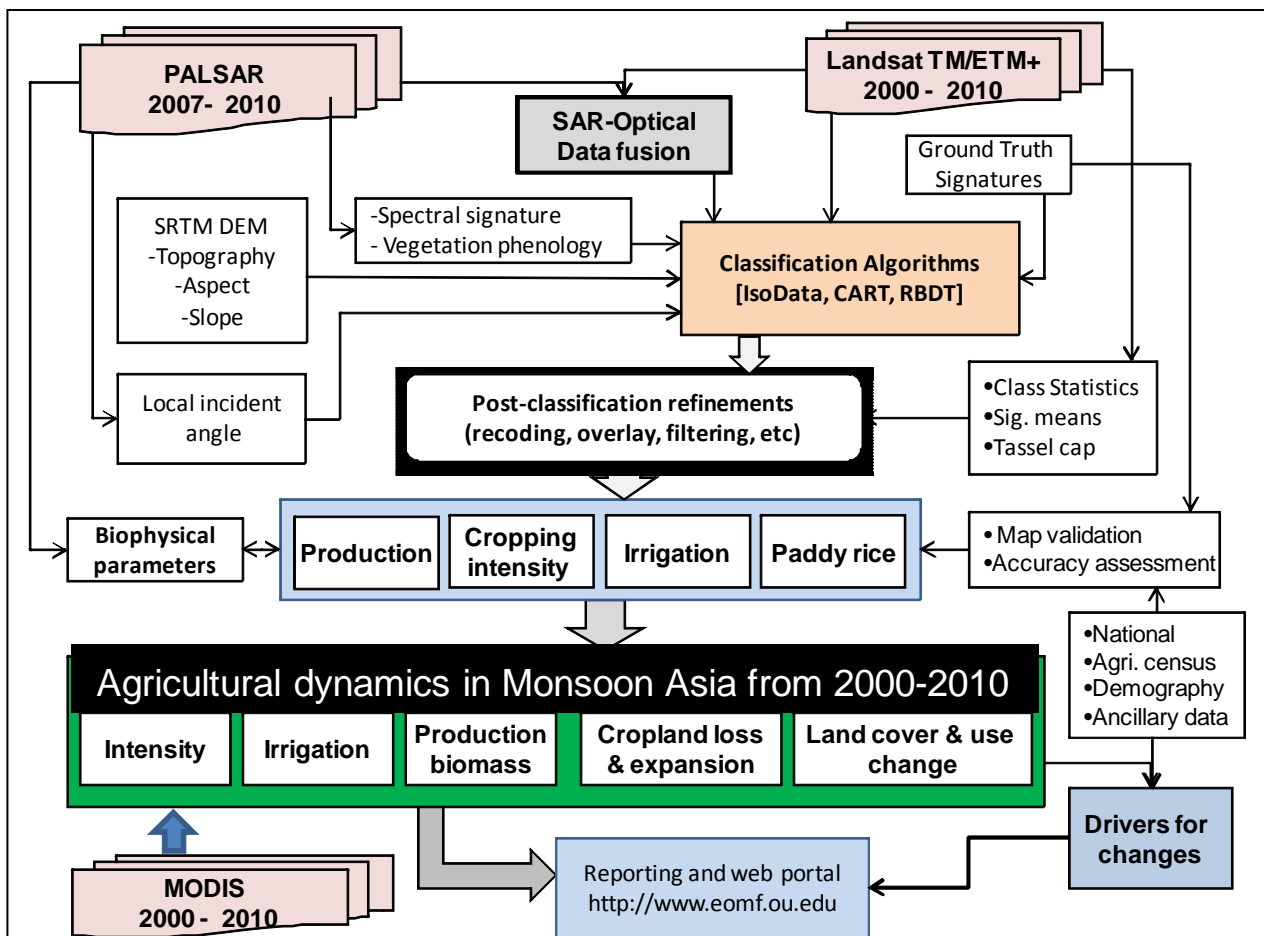 PALSAR
2007- 2010
Landsat TM/ETM+
2000 - 2010
SAR-Optical
Data fusion
Ground Truth
Signatures
SRTM DEM
-Topography
-Aspect
-Slope
-Spectral signature
- Vegetation phenology
Classification Algorithms
[IsoData, CART, RBDT]
Local incident
angle
Post-classification refinements
(recoding, overlay, filtering, etc)
•Class Statistics
•Sig. means
•Tassel cap
Biophysical
parameters
Production
Cropping
intensity
Irrigation
Paddy rice
• Map validation
•Accuracy assessment
•National
•Agri. census
•Demography
•Ancillary data
Agricultural dynamics in Monsoon Asia from 2000-2010
Intensity
Irrigation
Production
biomass
Cropland loss
& expansion
Land cover & use
change
Drivers for
changes
MODIS
2000 - 2010
Reporting and web portal
http://www.eomf.ou.edu